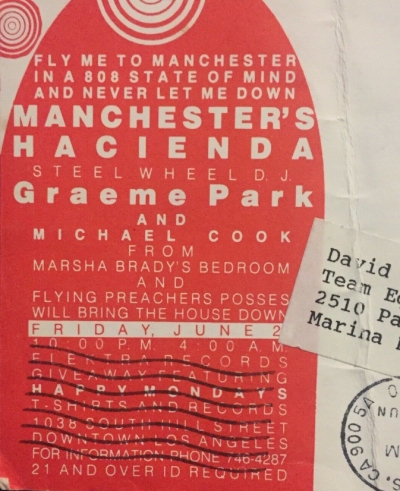 FLY ME TO MANCHESTER
IN A 808 STATE OF MIND
AND NEVER LET ME DOWN
MANCHESTER'S
HACIENDA
STEEL WHEEL D.J.
Graeme Park
AND
MICHAEL COOK
FROM
MARSHA BRADY'S BEDROOM
AND
FLYING PREACHERS POSSES
WILL BRING THE HOUSE DOWN
FRIDAY, JUNE 2
10:00 P.M. 4:00 A.M.
ELEKTRA RECORDS
GIVEAWAY FEATURING
HAPPY MONDAYS
T-SHIRTS AND RECORDS
1038 SOUTH HILL STREET
DOWNTOWN LOS ANGELES
FOR INFORMATION PHONE 746-4287
21 AND OVER ID REQUIRED
David
Team
2510
Marina
CA 900